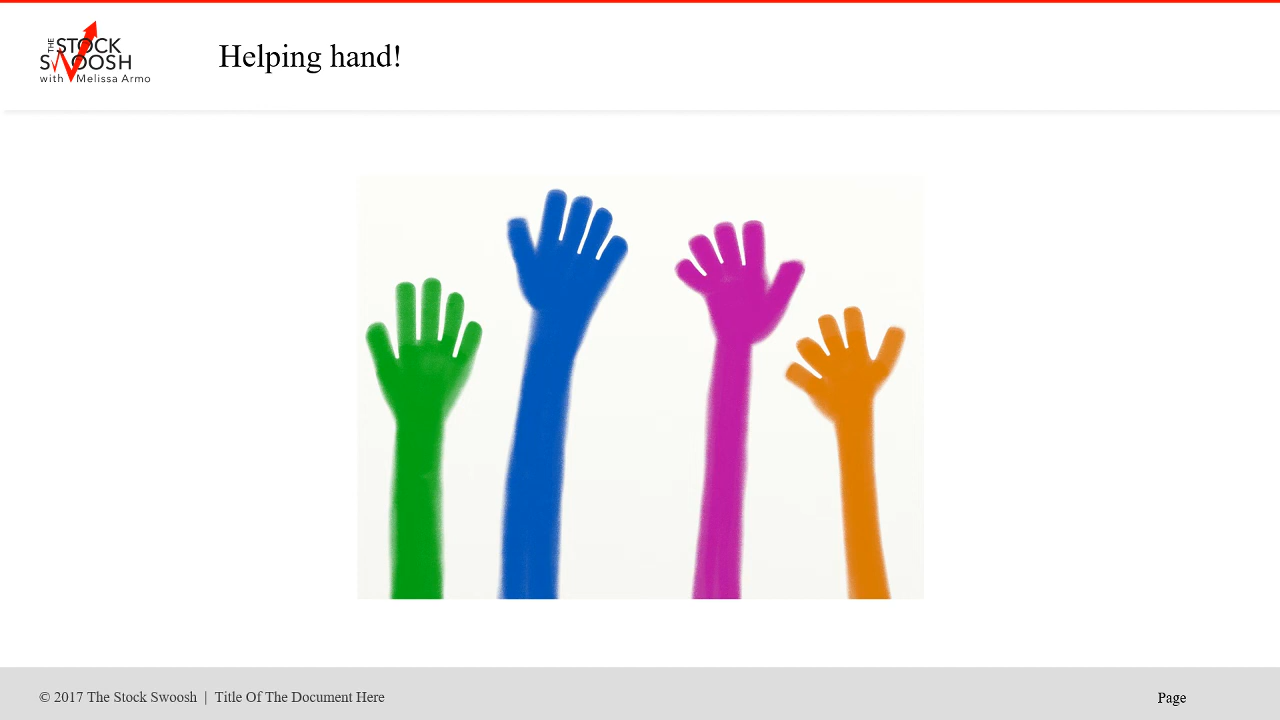 THE
STOCK
SWOOSH
with Melissa Armo
Helping hand!
© 2017 The Stock Swoosh | Title Of The Document Here
Page